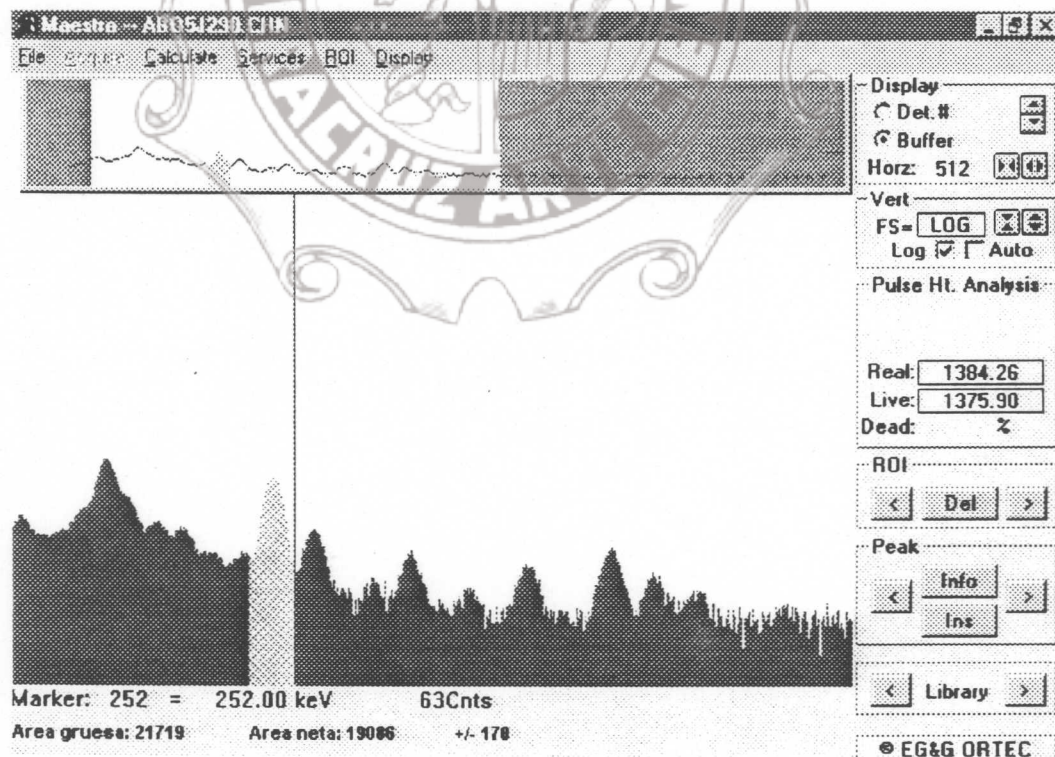 Maestro -- AB051290.CHN
File Acquire Calculate Services ROI Display
Display
Det.#
Buffer
Horz: 512
Vert
FS= LOG
Log Auto
Pulse Ht. Analysis
Real: 1384.26
Live: 1375.90
Dead: %
ROI
< Del >
Peak
< Info >
Ins
< Library >
© EG&G ORTEC
Marker: 252 = 252.00 keV 63Cnts
Area gruesa: 21719 Area neta: 19086 +/- 178